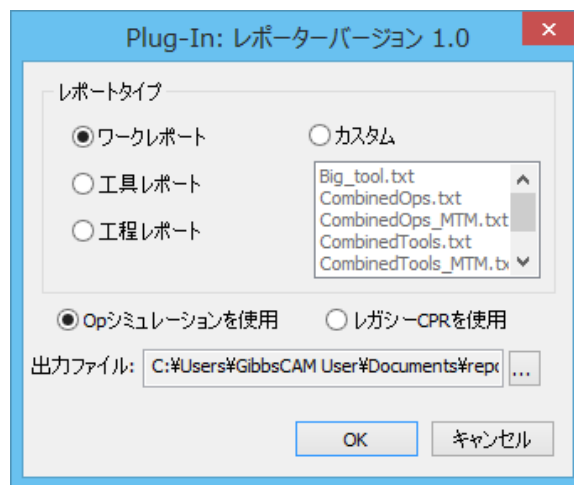 Plug-In: レポーターバージョン 1.0
レポートタイプ
ワークレポート
カスタム
工具レポート
工程レポート
Big_tool.txt
CombinedOps.txt
CombinedOps_MTM.txt
CombinedTools.txt
CombinedTools_MTM.tx
Opシミュレーションを使用
レガシーCPRを使用
出力ファイル: C:¥Users¥GibbsCAM User¥Documents¥repo ...
OK
キャンセル